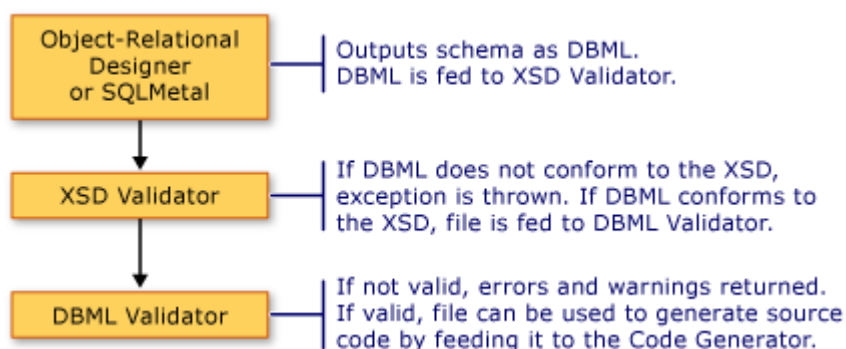 Object-Relational
Designer
or SQLMetal
Outputs schema as DBML.
DBML is fed to XSD Validator.
XSD Validator
If DBML does not conform to the XSD,
exception is thrown. If DBML conforms to
the XSD, file is fed to DBML Validator.
DBML Validator
If not valid, errors and warnings returned.
If valid, file can be used to generate source
code by feeding it to the Code Generator.